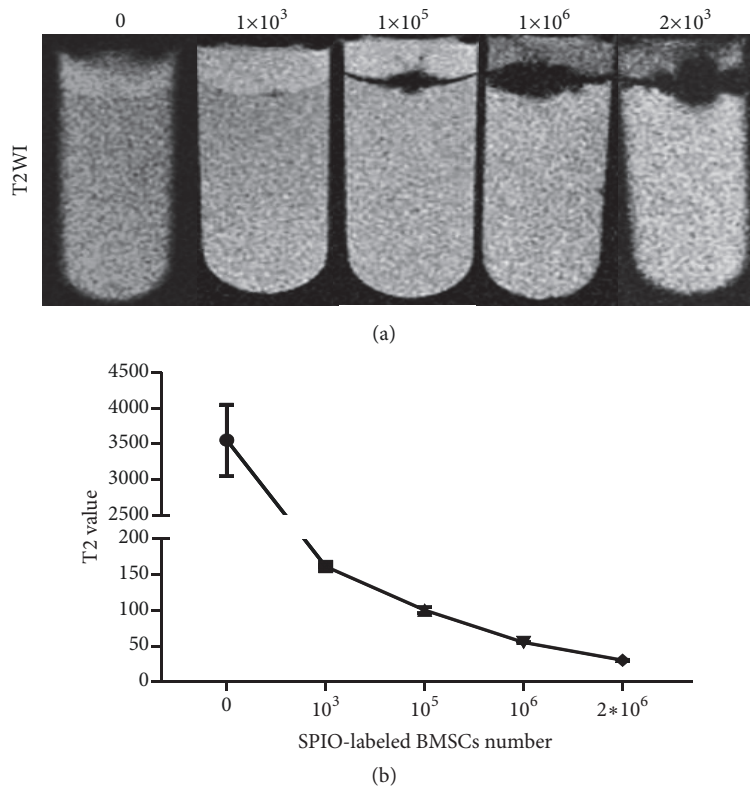 0 1×10³ 1×10⁵ 1×10⁶ 2×10³
T2WI
(a)
4500
4000
3500
3000
2500
200
150
100
50
0
T2 value
0 10³ 10⁵ 10⁶ 2∗10⁶
SPIO-labeled BMSCs number
(b)